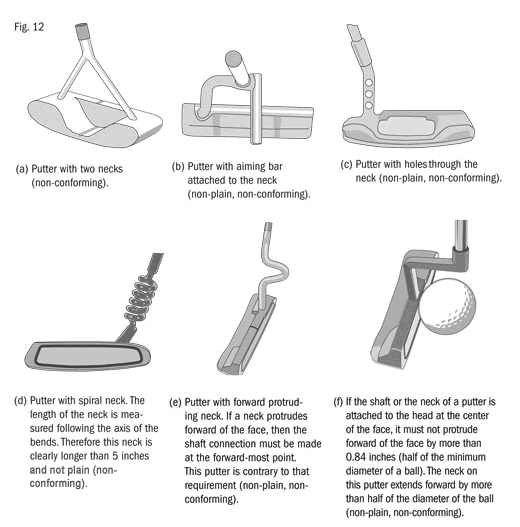 Fig. 12
(a) Putter with two necks
(non-conforming).
(b) Putter with aiming bar
attached to the neck
(non-plain, non-conforming).
(c) Putter with holes through the
neck (non-plain, non-conforming).
(d) Putter with spiral neck. The
length of the neck is mea-
sured following the axis of the
bends. Therefore this neck is
clearly longer than 5 inches
and not plain (non-
conforming).
(e) Putter with forward protrud-
ing neck. If a neck protrudes
forward of the face, then the
shaft connection must be made
at the forward-most point.
This putter is contrary to that
requirement (non-plain, non-
conforming).
(f) If the shaft or the neck of a putter is
attached to the head at the center
of the face, it must not protrude
forward of the face by more than
0.84 inches (half of the minimum
diameter of a ball). The neck on
this putter extends forward by more
than half of the diameter of the ball
(non-plain, non-conforming).